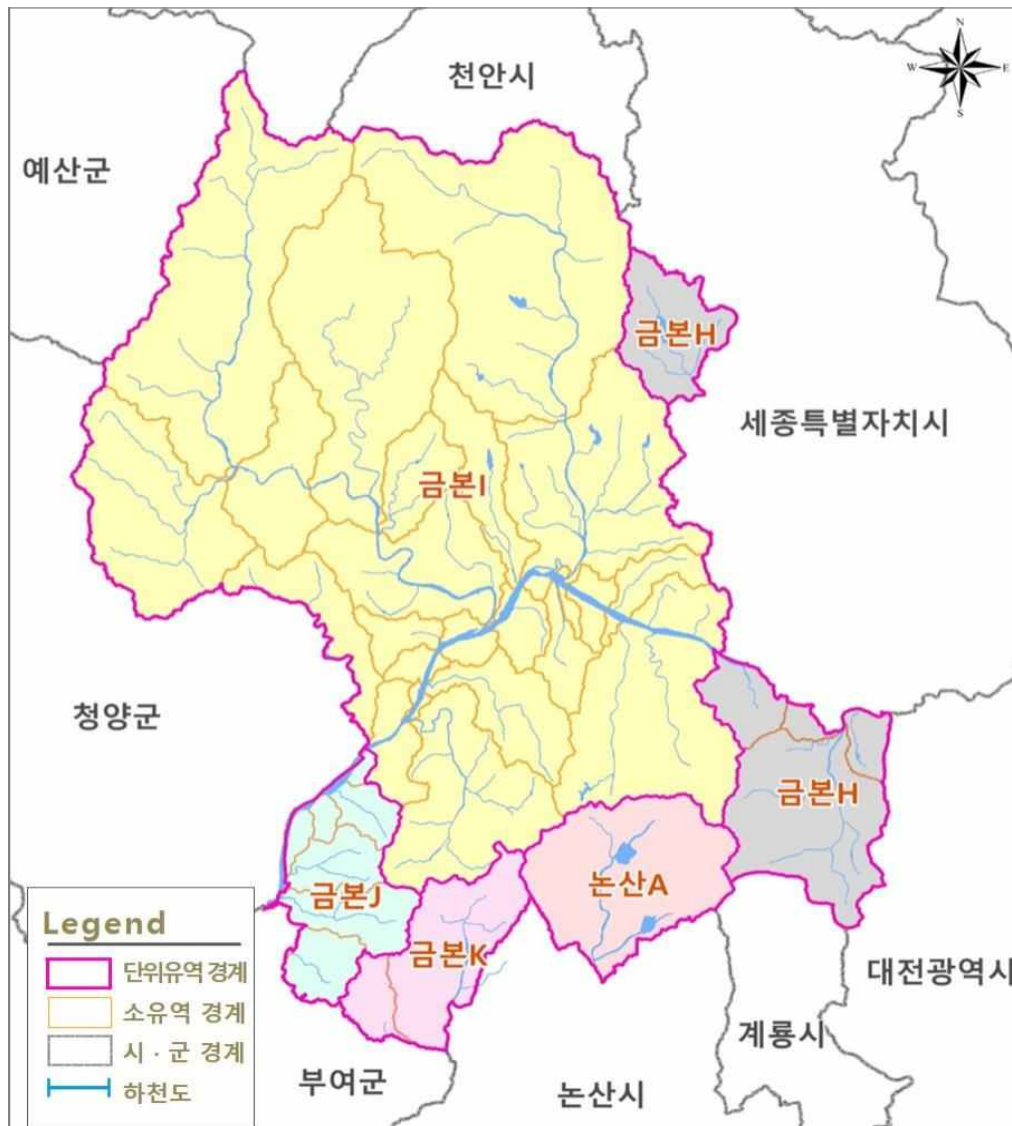 천안시
N
W
E
S
예산군
금본H
세종특별자치시
금본I
청양군
금본H
금본J
논산A
금본K
대전광역시
계룡시
부여군
논산시
Legend
단위유역 경계
소유역 경계
시 · 군 경계
하천도